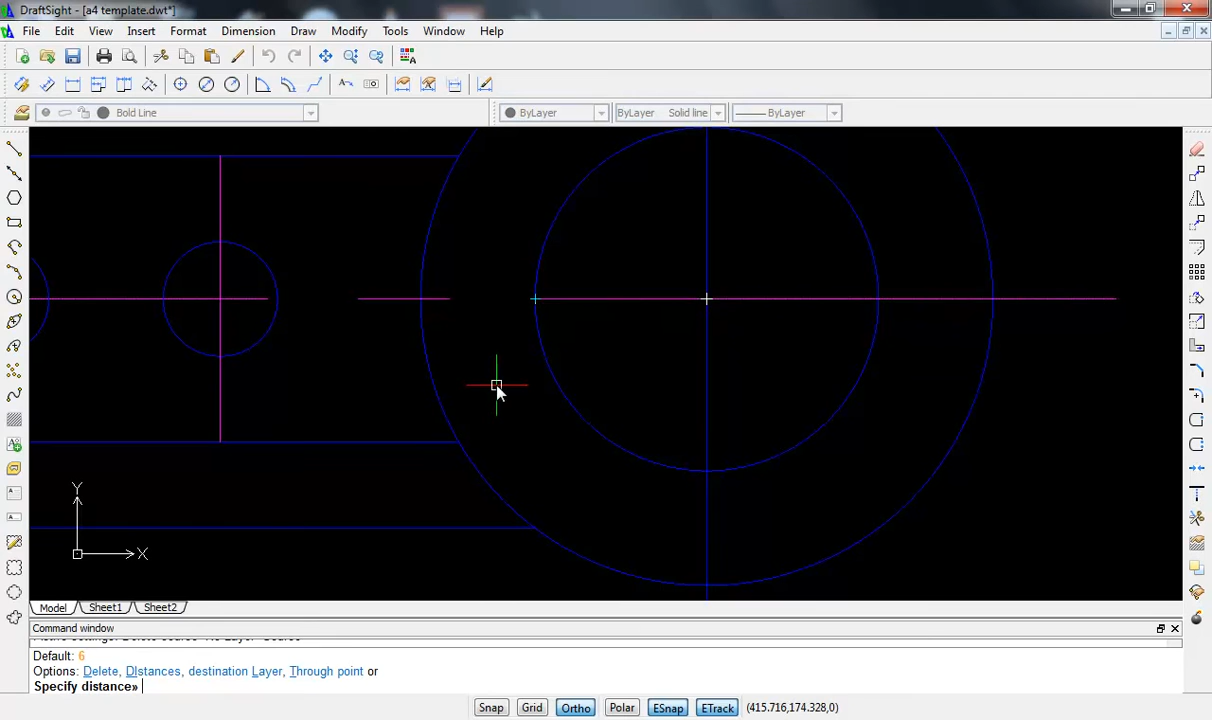 DraftSight - [a4 template.dwt*]
File Edit View Insert Format Dimension Draw Modify Tools Window Help
Bold Line ByLayer ByLayer Solid line ByLayer
Y
X
Model Sheet1 Sheet2
Command window
Default: 6
Options: Delete, DIstances, destination Layer, Through point or
Specify distance»
Snap Grid Ortho Polar ESnap ETrack (415.716,174.328,0)